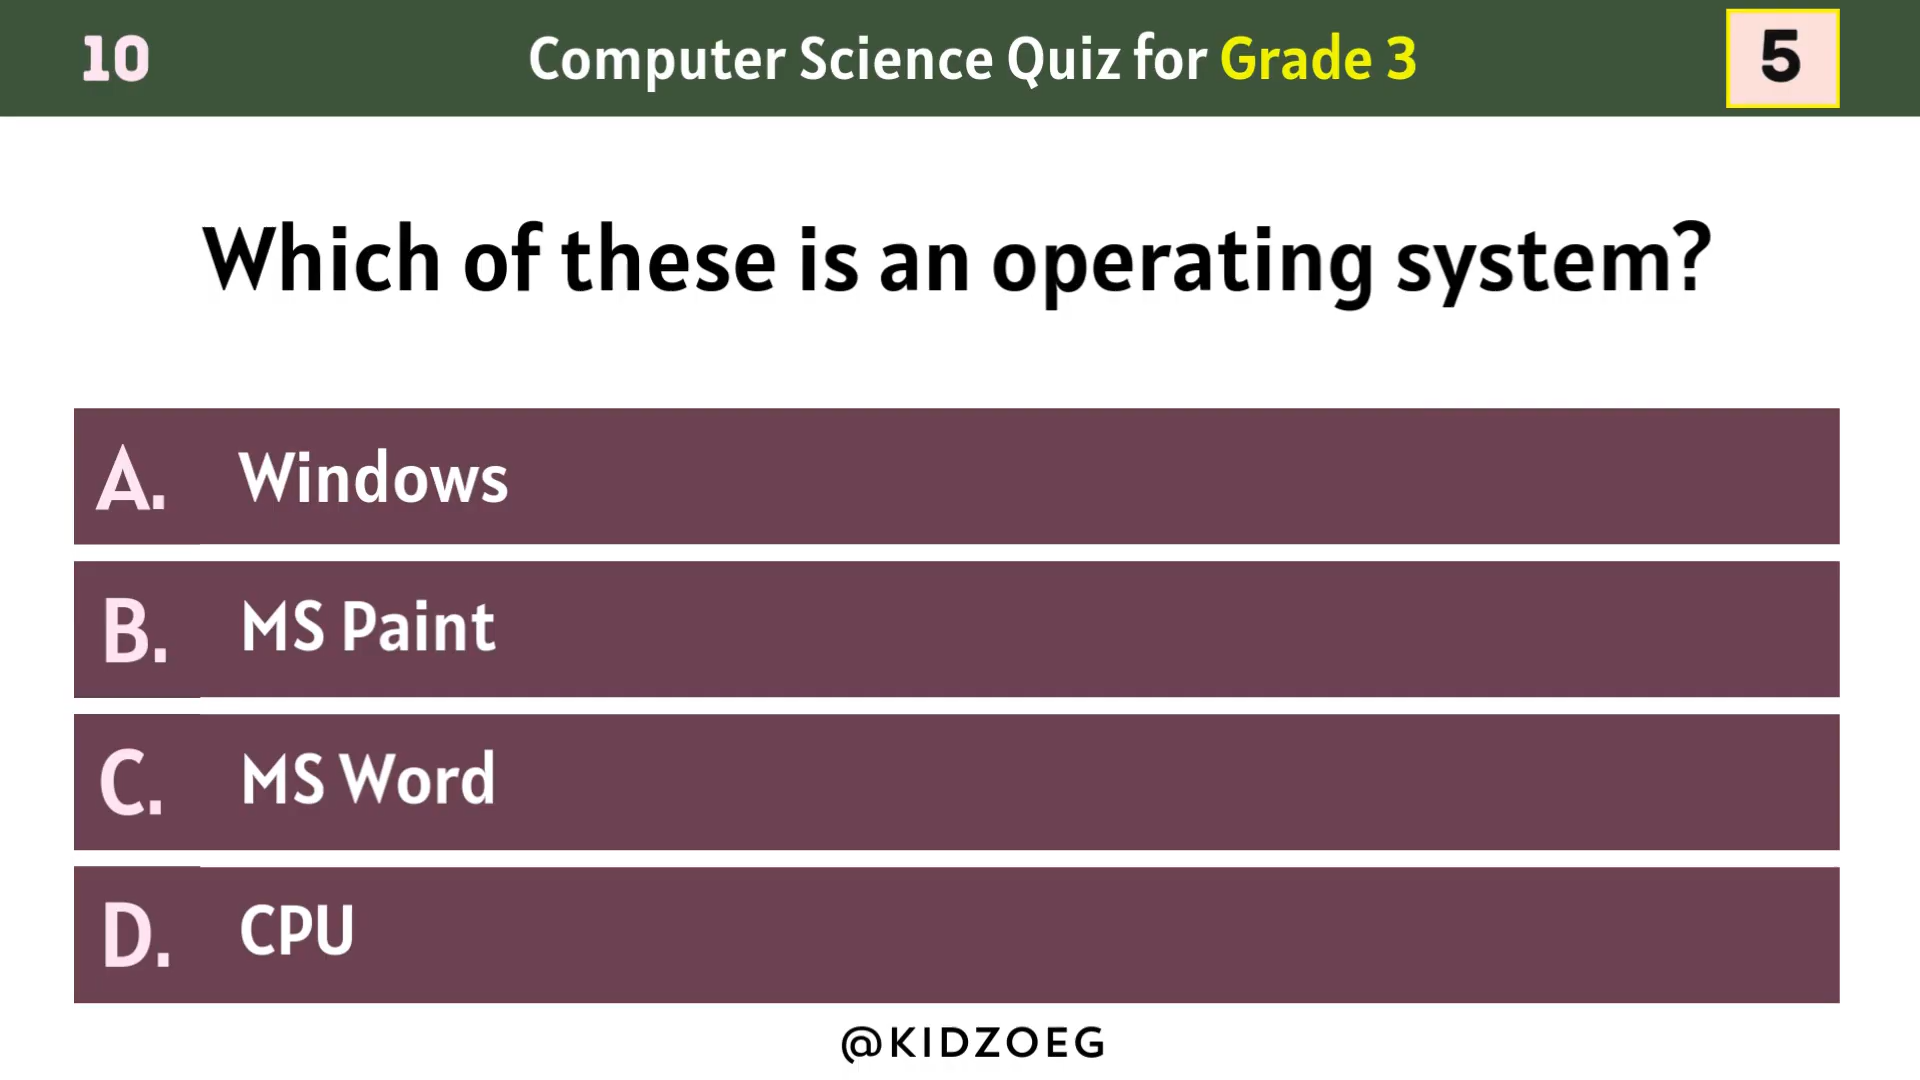 10
Computer Science Quiz for Grade 3
5
Which of these is an operating system?
A. Windows
B. MS Paint
C. MS Word
D. CPU
@KIDZOEG